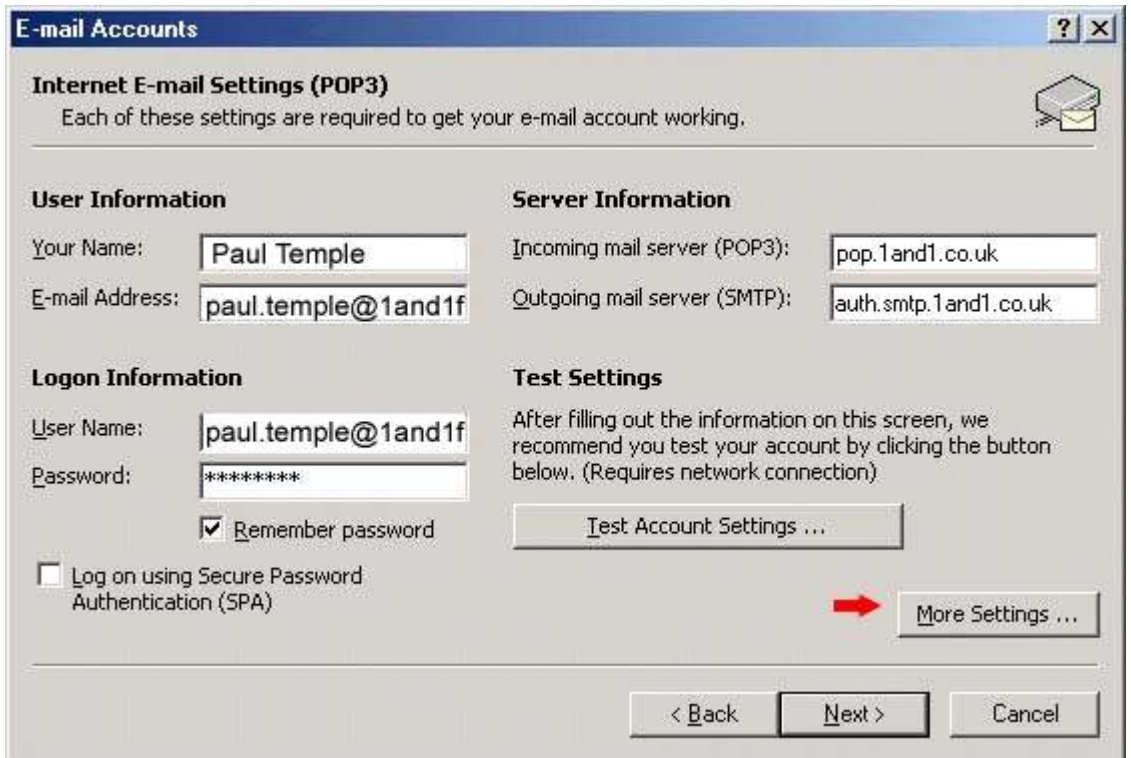 E-mail Accounts
Internet E-mail Settings (POP3)
Each of these settings are required to get your e-mail account working.
User Information
Your Name: Paul Temple
E-mail Address: paul.temple@1and1f
Server Information
Incoming mail server (POP3): pop.1and1.co.uk
Outgoing mail server (SMTP): auth.smtp.1and1.co.uk
Logon Information
User Name: paul.temple@1and1f
Password: ********
Remember password
Log on using Secure Password
Authentication (SPA)
Test Settings
After filling out the information on this screen, we
recommend you test your account by clicking the button
below. (Requires network connection)
Test Account Settings ...
More Settings ...
< Back
Next >
Cancel